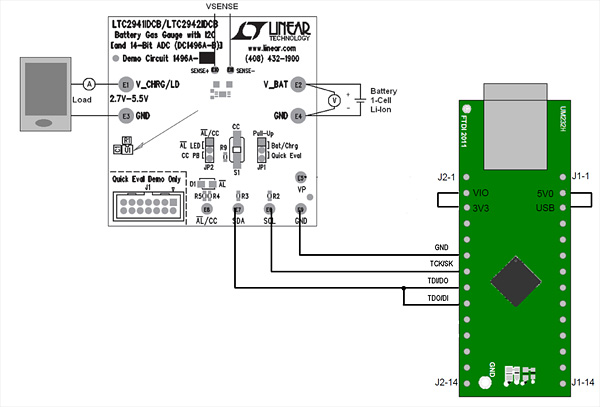 VSENSE
LTC2941IDCB/LTC2942IDCB
Battery Gas Gauge with I2C
[and 14-Bit ADC (DC1496A-B)]
Demo Circuit 1496A-
LINEAR
TECHNOLOGY
www.linear.com
(408) 432-1900
SENSE+
SENSE-
A
E1
V_CHRG/LD
V_BAT
E2
Load
2.7V-5.5V
E3
GND
GND
E4
V
+
-
Battery
1-Cell
Li-Ion
R1
U1
AL/CC
CC
Pull-Up
AL LED
CC PB
R9
Bat/Chrg
Quick Eval
JP2
S1
JP1
Quick Eval Demo Only
J1
D1
AL
R5
R4
R3
R2
VP
E6
E7
E8
E9
AL/CC
SDA
SCL
GND
FTDI 2011
UM232H
J2-1
J1-1
VIO
5V0
3V3
USB
GND
TCK/SK
TDI/DO
TDO/DI
GND
J2-14
J1-14